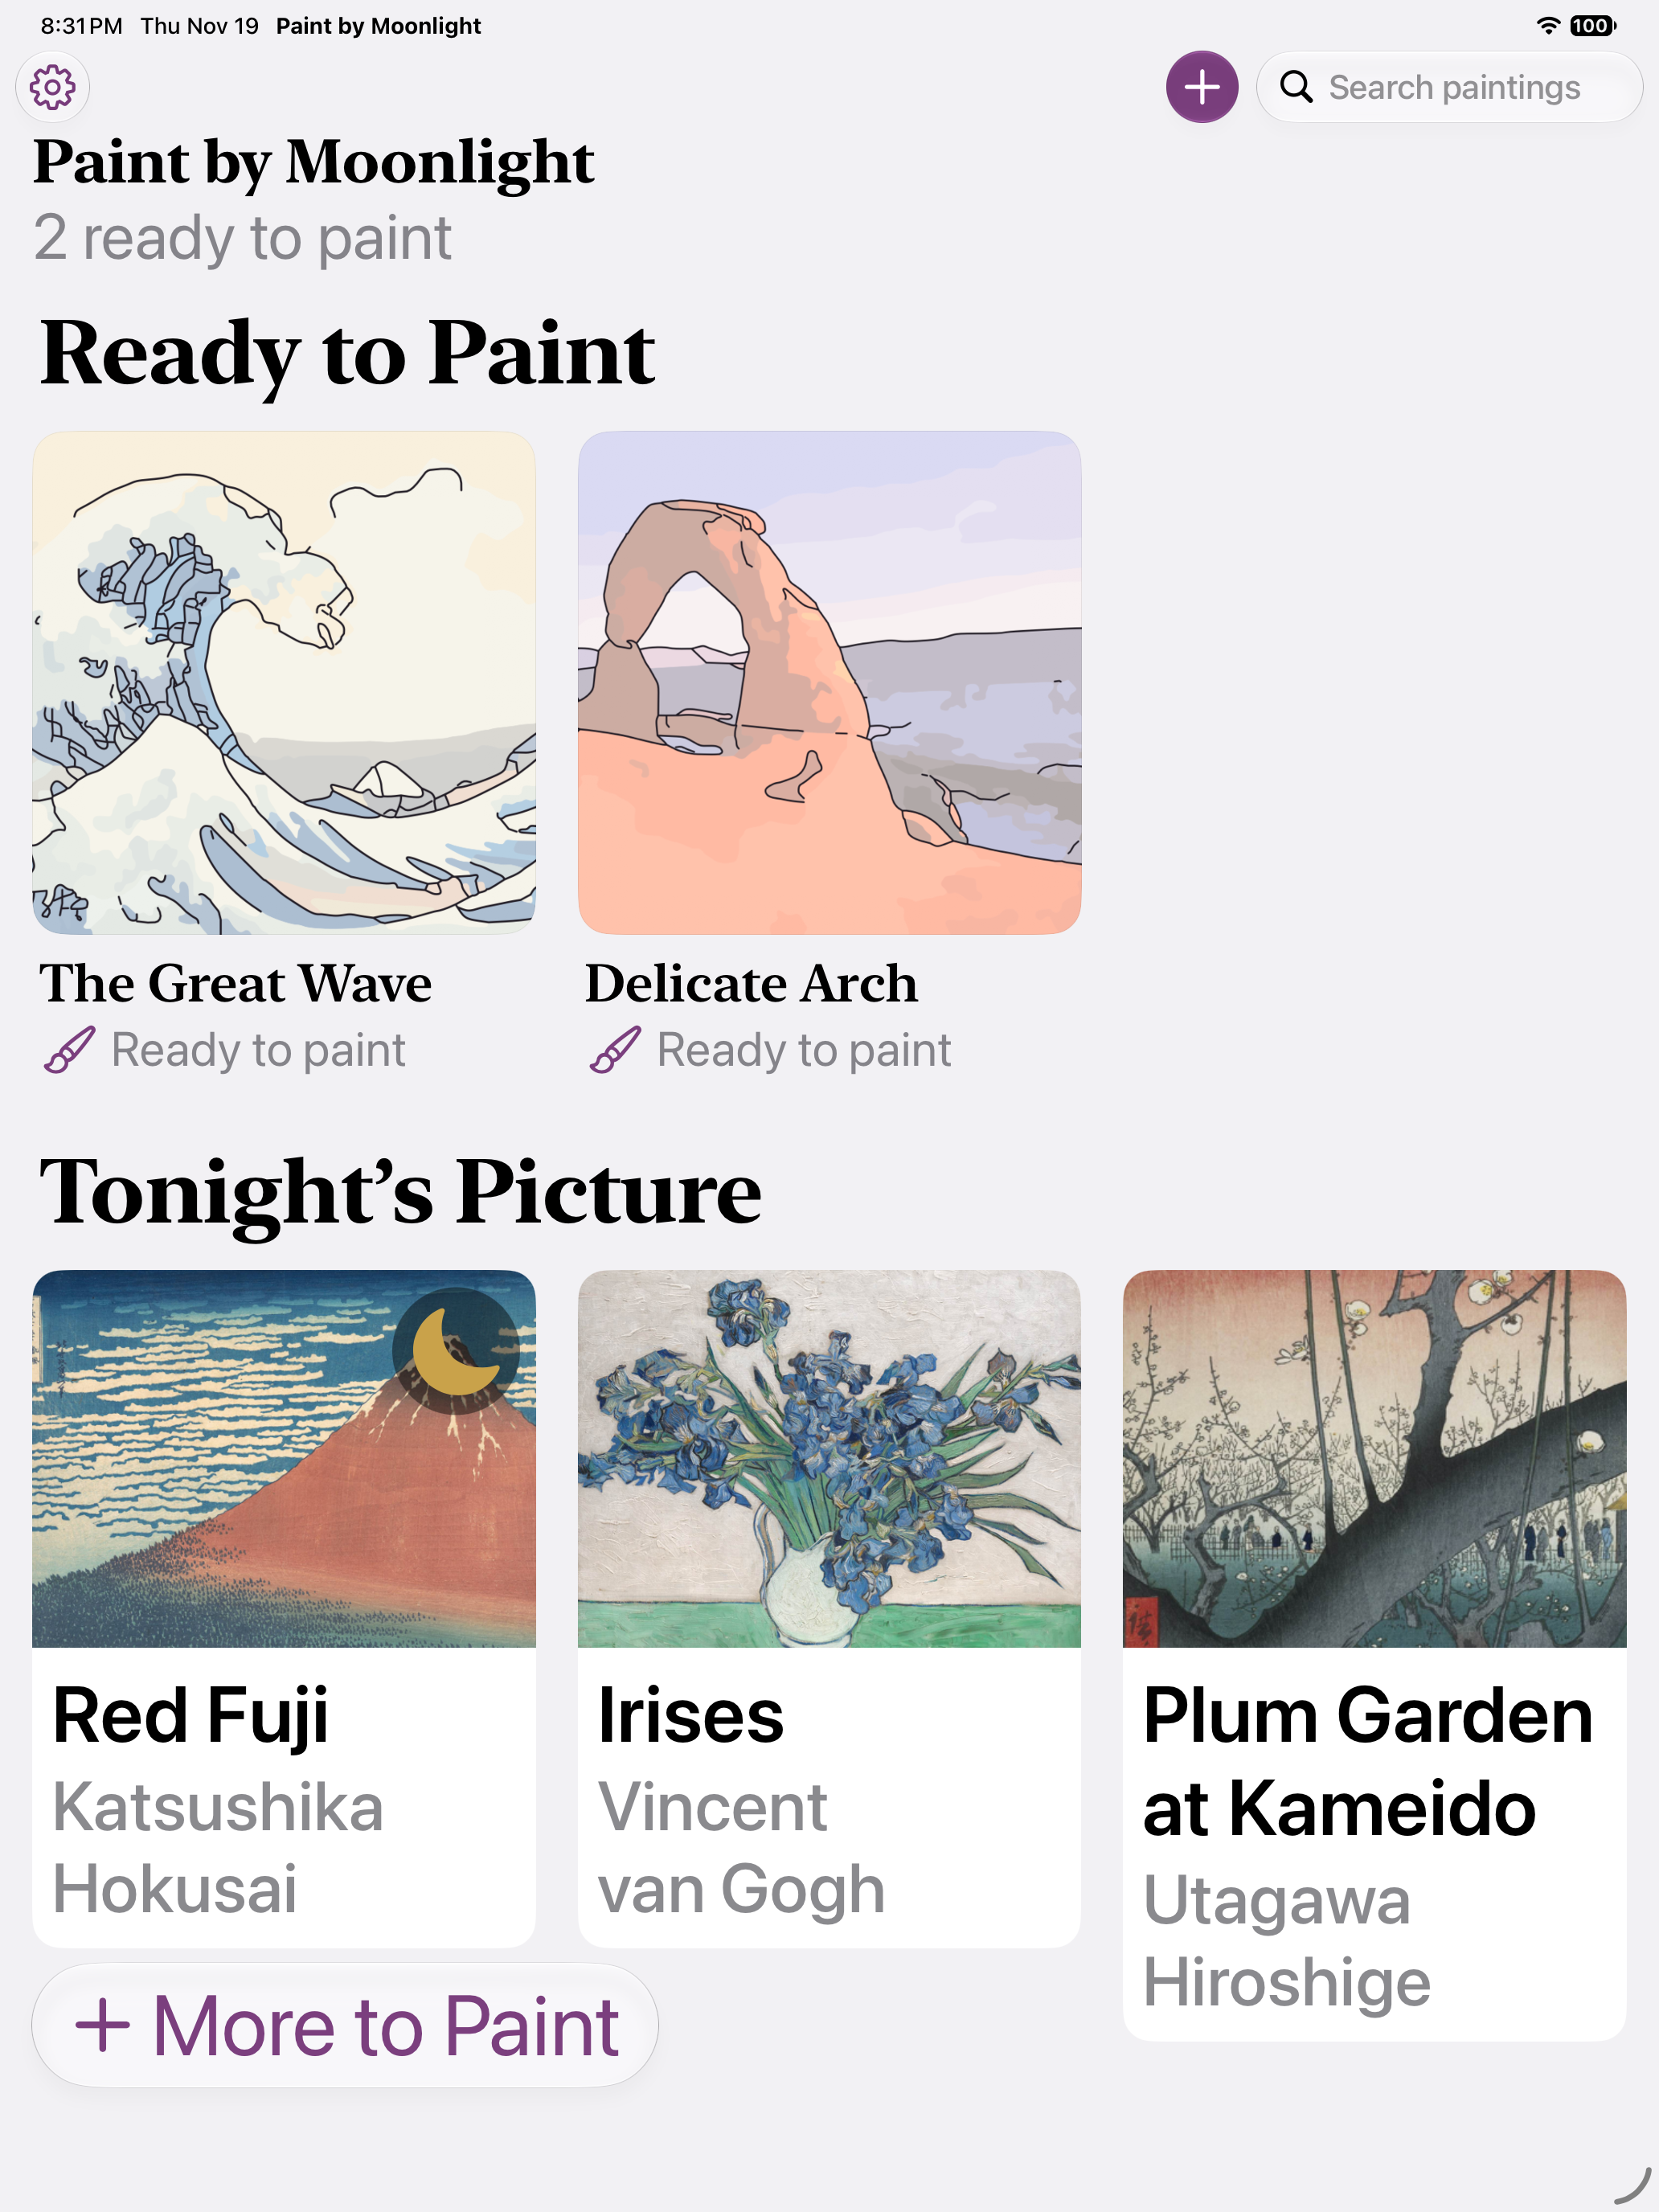 8:31 PM Thu Nov 19 Paint by Moonlight
100
Search paintings
Paint by Moonlight
2 ready to paint
Ready to Paint
The Great Wave
Ready to paint
Delicate Arch
Ready to paint
Tonight’s Picture
Red Fuji
Katsushika
Hokusai
Irises
Vincent
van Gogh
Plum Garden
at Kameido
Utagawa
Hiroshige
+ More to Paint